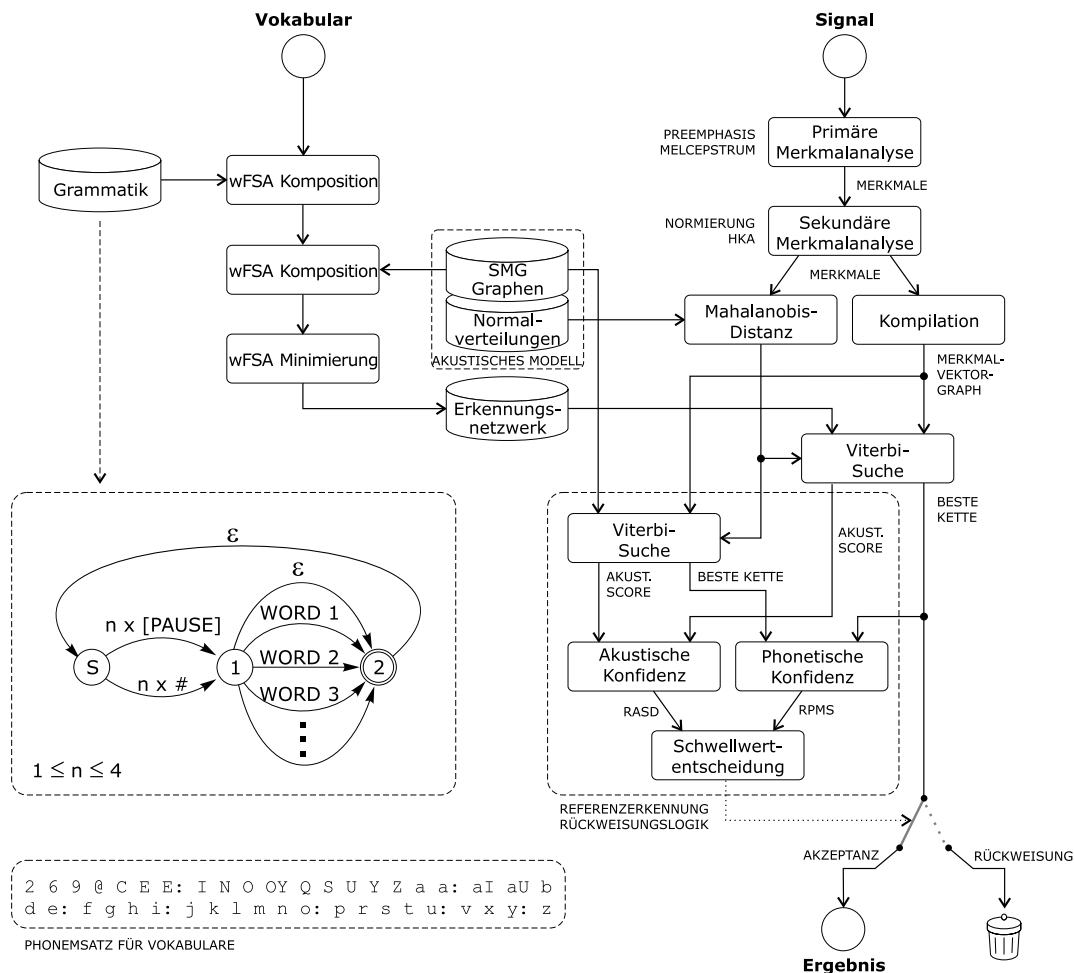 Vokabular
Signal
PREEMPHASIS
MELCEPSTRUM
Primäre
Merkmalanalyse
MERKMALE
Grammatik
wFSA Komposition
NORMIERUNG
HKA
Sekundäre
Merkmalanalyse
MERKMALE
wFSA Komposition
SMG
Graphen
Normal-
verteilungen
AKUSTISCHES MODELL
Mahalanobis-
Distanz
Kompilation
wFSA Minimierung
MERKMAL-
VEKTOR-
GRAPH
Erkennungs-
netzwerk
Viterbi-
Suche
BESTE
KETTE
AKUST.
SCORE
Viterbi-
Suche
AKUST.
SCORE
BESTE KETTE
Akustische
Konfidenz
Phonetische
Konfidenz
RASD
RPMS
Schwellwert-
entscheidung
REFERENZERKENNUNG
RÜCKWEISUNGSLOGIK
ε
ε
n x [PAUSE]
WORD 1
S
1
WORD 2
2
n x #
WORD 3
1 ≤ n ≤ 4
AKZEPTANZ
RÜCKWEISUNG
Ergebnis
2 6 9 @ C E E: I N O OY Q S U Y Z a a: aI aU b
d e: f g h i: j k l m n o: p r s t u: v x y: z
PHONEMSATZ FÜR VOKABULARE